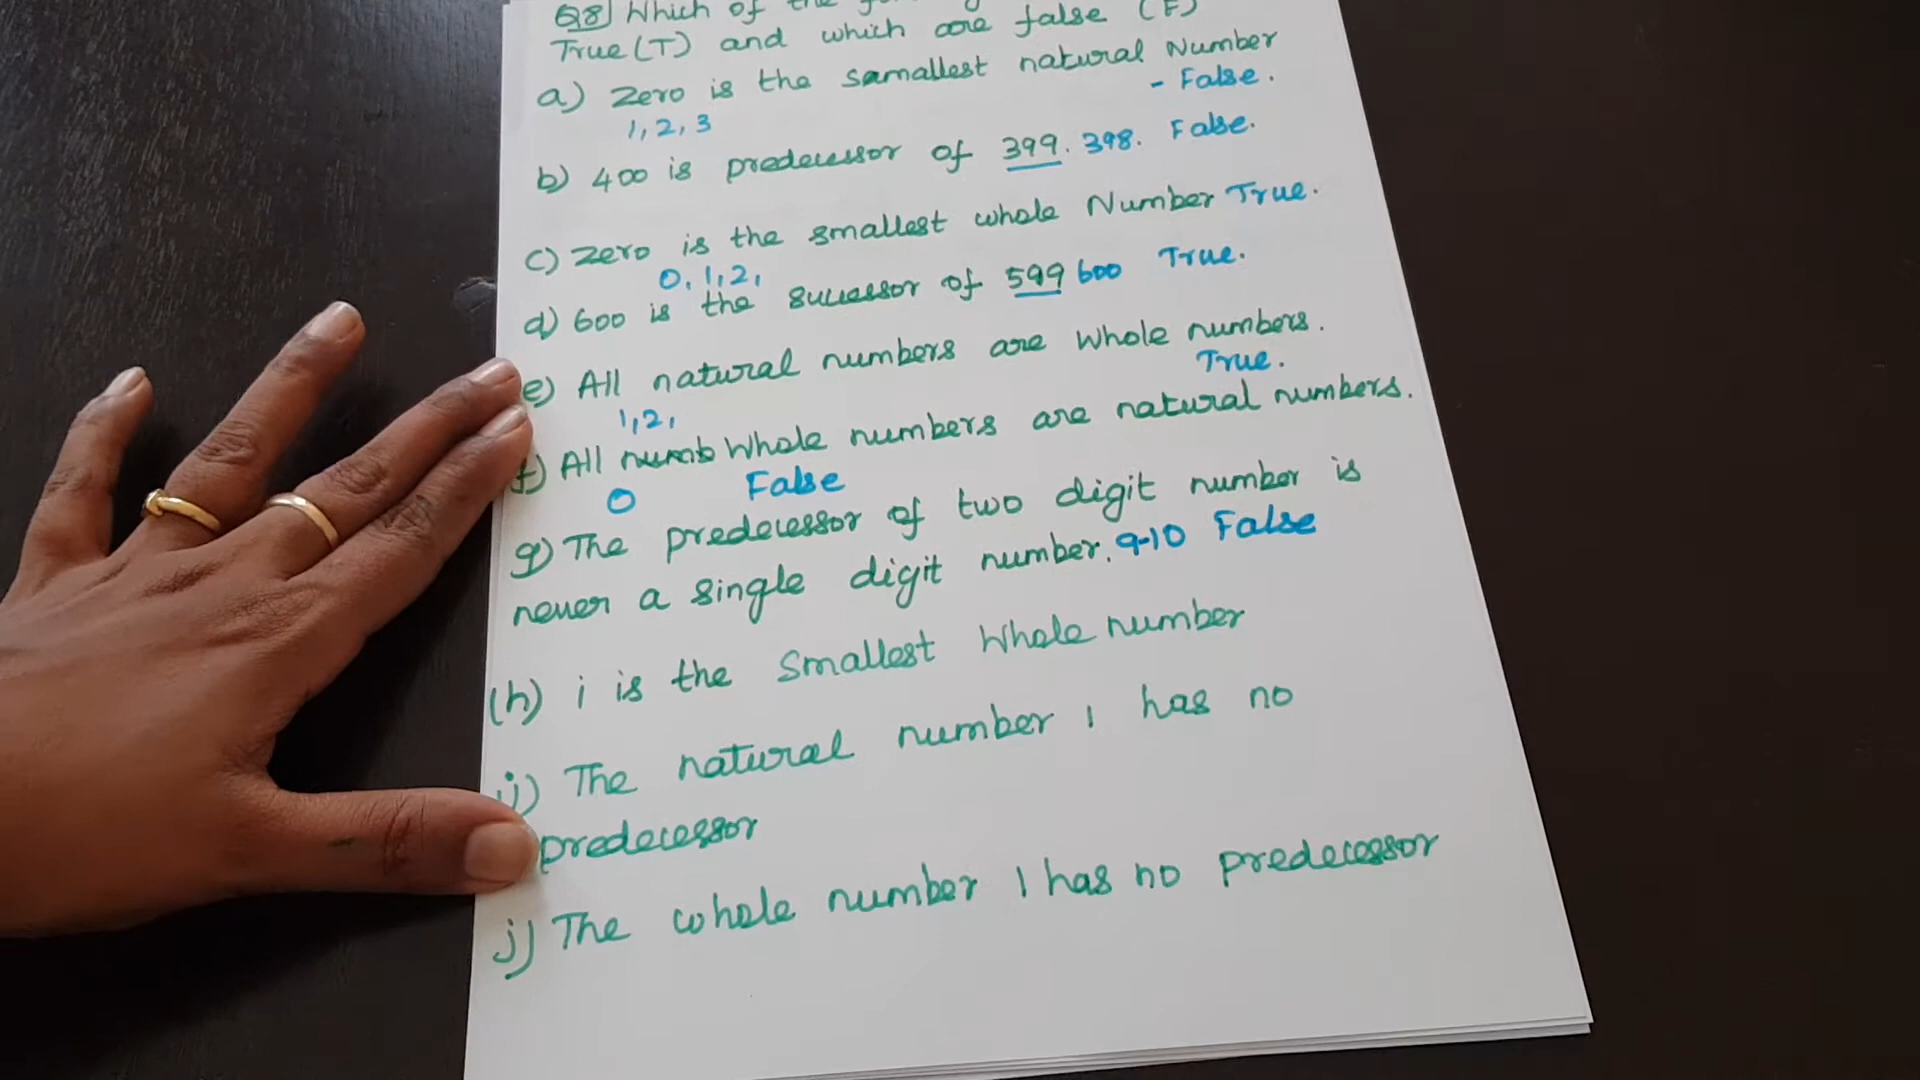 Q8) Which of the
True (T) and which are false (F)
a) Zero is the samallest natural Number
- False.
1, 2, 3
b) 400 is predecessor of 399. 398. False.
c) Zero is the smallest whole Number True.
0, 1, 2,
d) 600 is the successor of 599 600 True.
e) All natural numbers are Whole numbers.
True.
1, 2,
f) All numb Whole numbers are natural numbers.
0 False
g) The predecessor of two digit number is
never a single digit number. 9-10 False
(h) i is the Smallest Whole number
i) The natural number 1 has no
predecessor
j) The whole number 1 has no predecessor